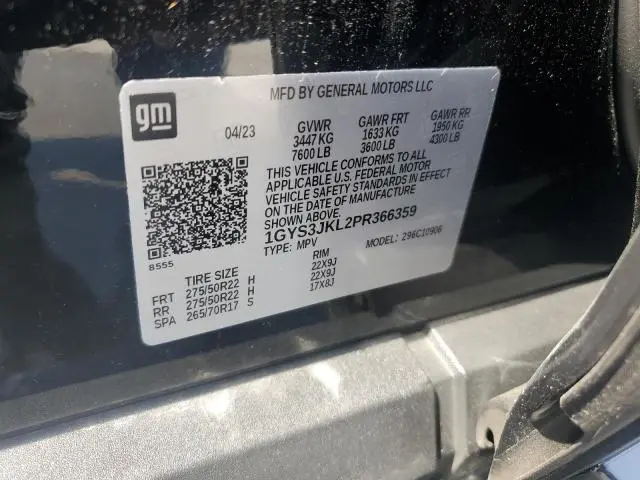 gm
MFD BY GENERAL MOTORS LLC
04/23
GVWR
3447 KG
7600 LB
GAWR FRT
1633 KG
3600 LB
GAWR RR
1950 KG
4300 LB
THIS VEHICLE CONFORMS TO ALL
APPLICABLE U.S. FEDERAL MOTOR
VEHICLE SAFETY STANDARDS IN EFFECT
ON THE DATE OF MANUFACTURE
SHOWN ABOVE.
1GYS3JKL2PR366359
TYPE: MPV MODEL: 296C10906
8555
TIRE SIZE RIM
FRT 275/50R22 H 22X9J
RR 275/50R22 H 22X9J
SPA 265/70R17 S 17X8J